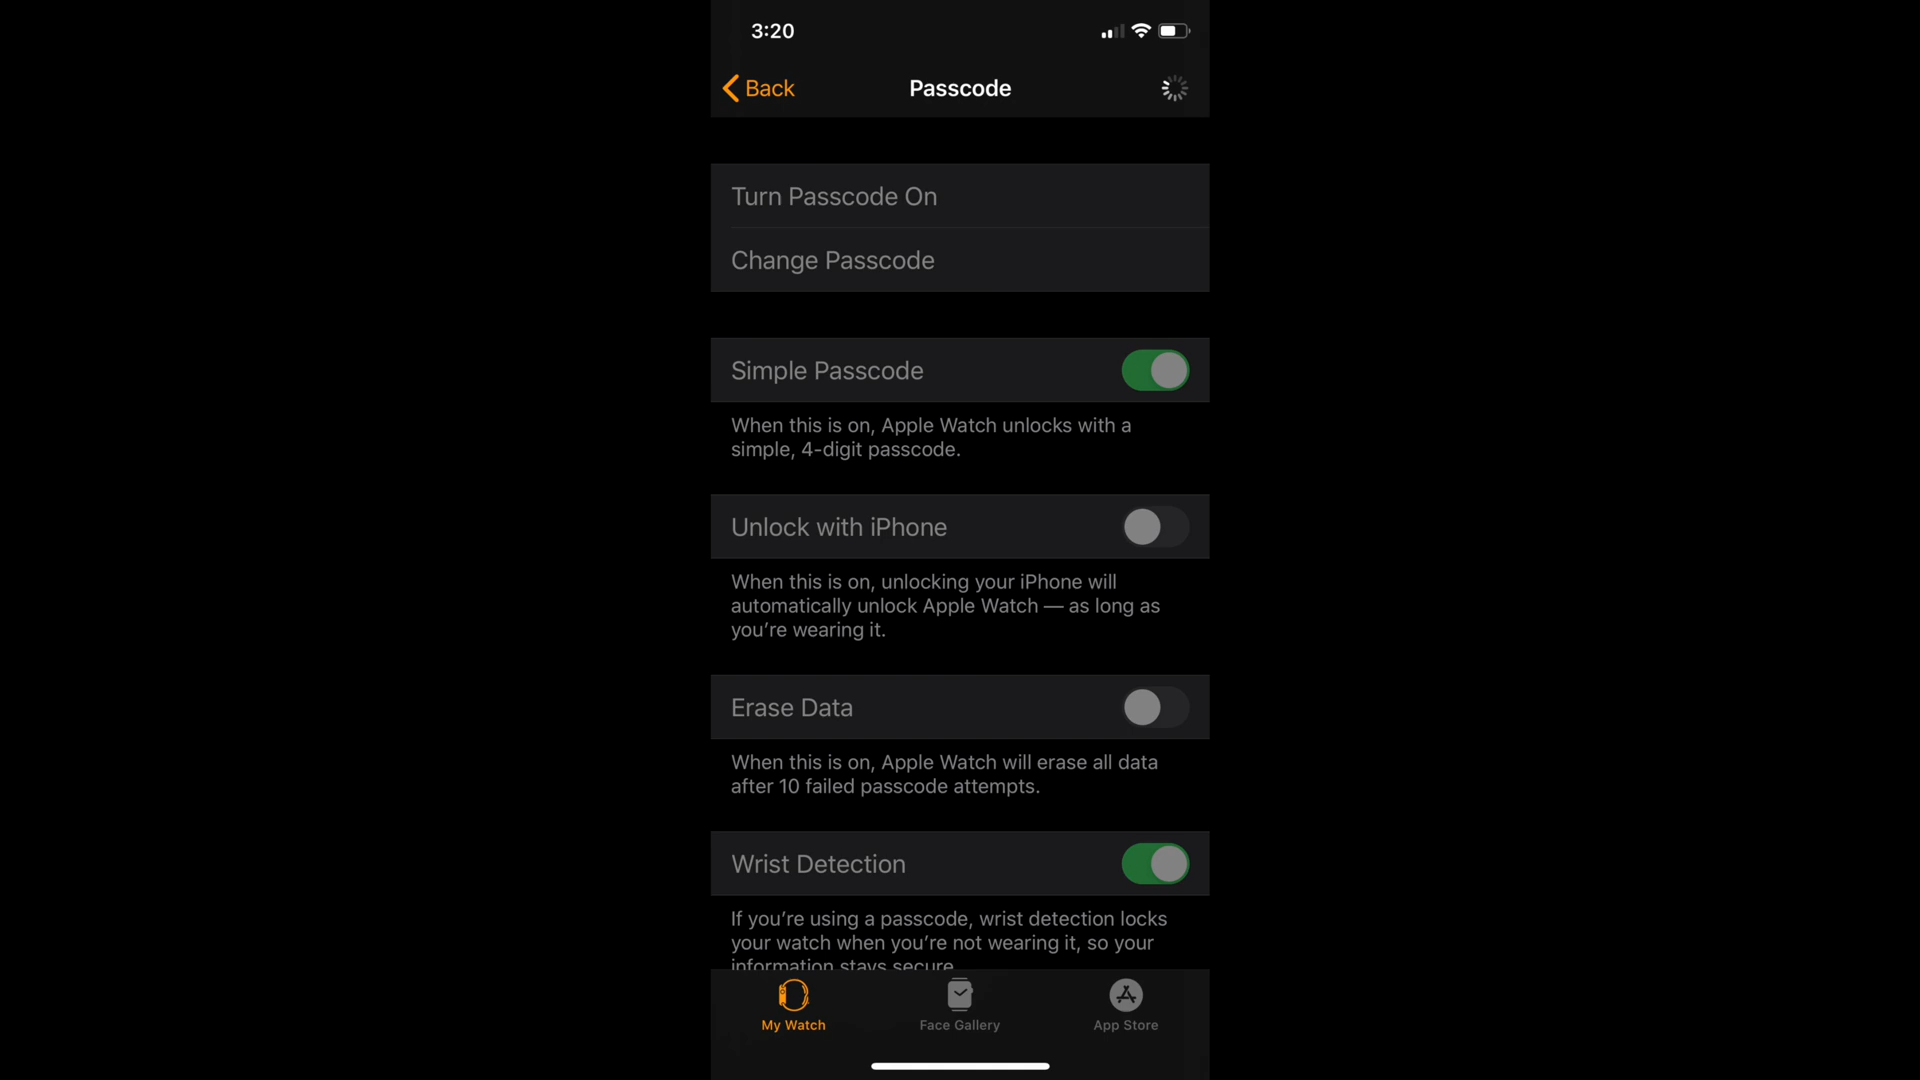 3:20
Back
Passcode
Turn Passcode On
Change Passcode
Simple Passcode
When this is on, Apple Watch unlocks with a
simple, 4-digit passcode.
Unlock with iPhone
When this is on, unlocking your iPhone will
automatically unlock Apple Watch — as long as
you’re wearing it.
Erase Data
When this is on, Apple Watch will erase all data
after 10 failed passcode attempts.
Wrist Detection
If you’re using a passcode, wrist detection locks
your watch when you’re not wearing it, so your
information stays secure.
My Watch
Face Gallery
App Store